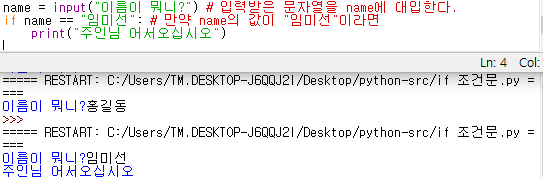 name = input("이름이 뭐니?") # 입력받은 문자열을 name에 대입한다.
if name == "임미선": # 만약 name의 값이 "임미선"이라면
    print("주인님 어서오십시오")
Ln: 4 Col:
===== RESTART: C:/Users/TM.DESKTOP-J6QQJ2I/Desktop/python-src/if 조건문.py =
===
이름이 뭐니?홍길동
>>>
===== RESTART: C:/Users/TM.DESKTOP-J6QQJ2I/Desktop/python-src/if 조건문.py =
===
이름이 뭐니?임미선
주인님 어서오십시오